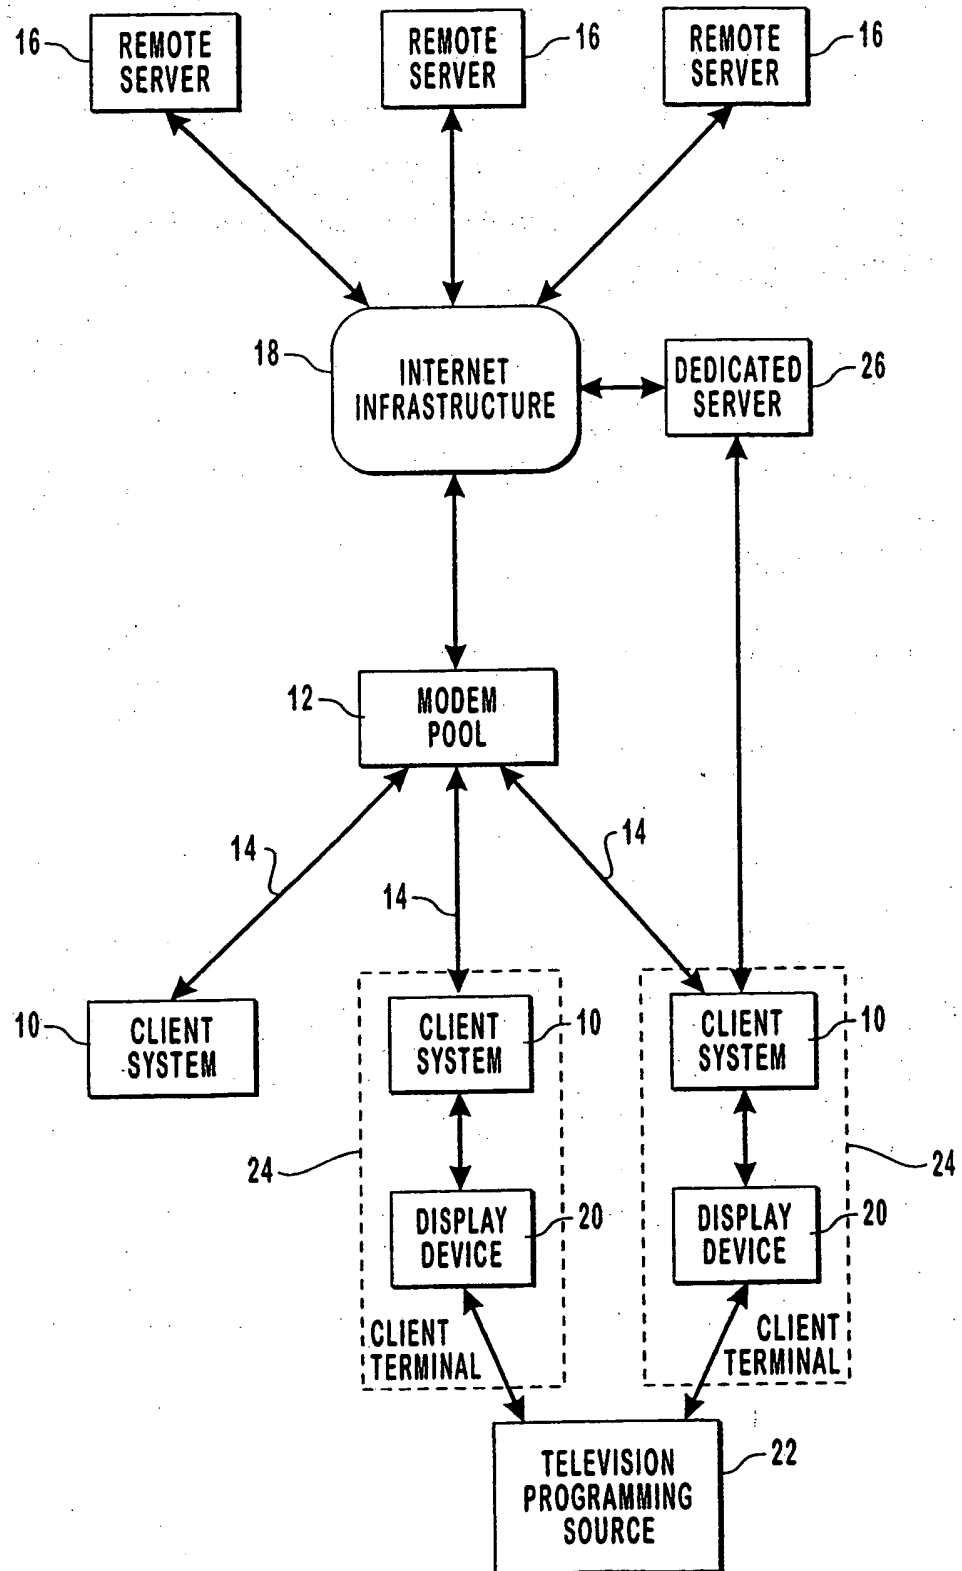 16
REMOTE
SERVER
REMOTE
SERVER
16
REMOTE
SERVER
16
18
INTERNET
INFRASTRUCTURE
DEDICATED
SERVER
26
12
MODEM
POOL
14
14
14
10
CLIENT
SYSTEM
CLIENT
SYSTEM
10
CLIENT
SYSTEM
10
24
24
DISPLAY
DEVICE
20
DISPLAY
DEVICE
20
CLIENT
TERMINAL
CLIENT
TERMINAL
TELEVISION
PROGRAMMING
SOURCE
22